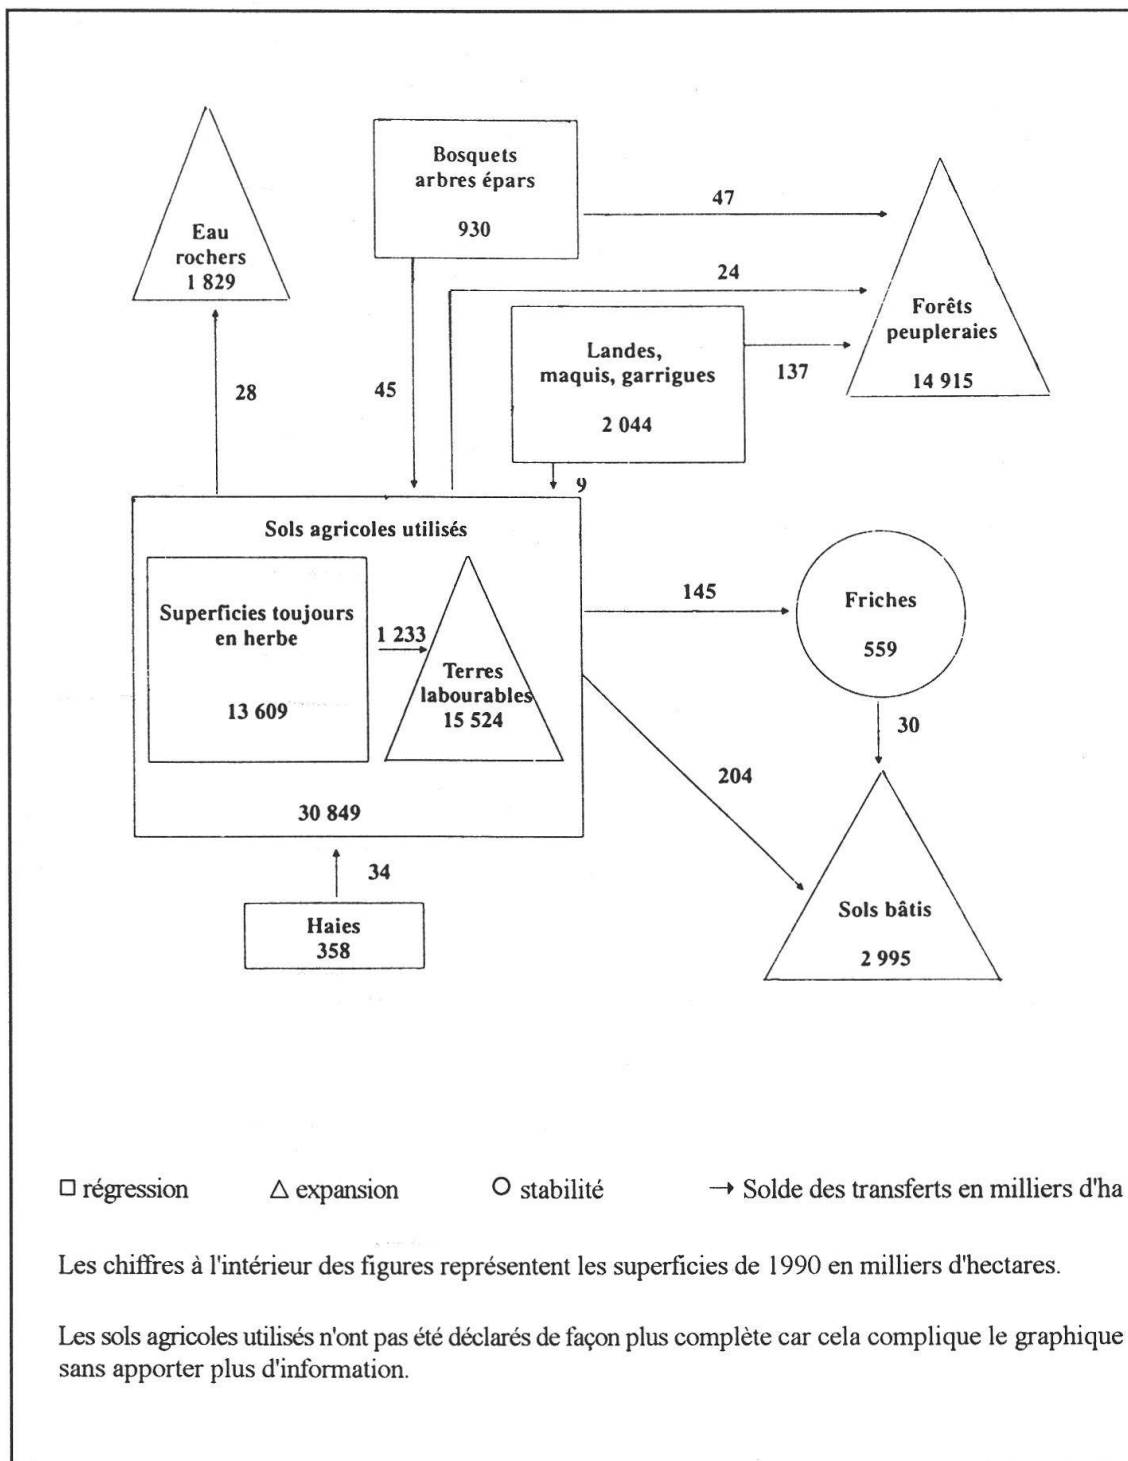 Bosquets
arbres épars
930
47
Eau
rochers
1 829
24
Forêts
peupleraies
14 915
Landes,
maquis, garrigues
2 044
137
28
45
9
Sols agricoles utilisés
Superficies toujours
en herbe
13 609
1 233
Terres
labourables
15 524
30 849
145
Friches
559
30
204
Sols bâtis
2 995
34
Haies
358
□ régression △ expansion ○ stabilité → Solde des transferts en milliers d'ha
Les chiffres à l'intérieur des figures représentent les superficies de 1990 en milliers d'hectares.
Les sols agricoles utilisés n'ont pas été déclarés de façon plus complète car cela complique le graphique
sans apporter plus d'information.